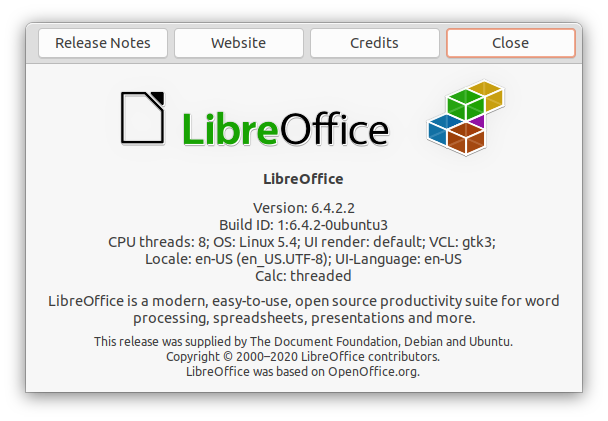 Release Notes
Website
Credits
Close
LibreOffice
LibreOffice
Version: 6.4.2.2
Build ID: 1:6.4.2-0ubuntu3
CPU threads: 8; OS: Linux 5.4; UI render: default; VCL: gtk3;
Locale: en-US (en_US.UTF-8); UI-Language: en-US
Calc: threaded
LibreOffice is a modern, easy-to-use, open source productivity suite for word
processing, spreadsheets, presentations and more.
This release was supplied by The Document Foundation, Debian and Ubuntu.
Copyright © 2000–2020 LibreOffice contributors.
LibreOffice was based on OpenOffice.org.